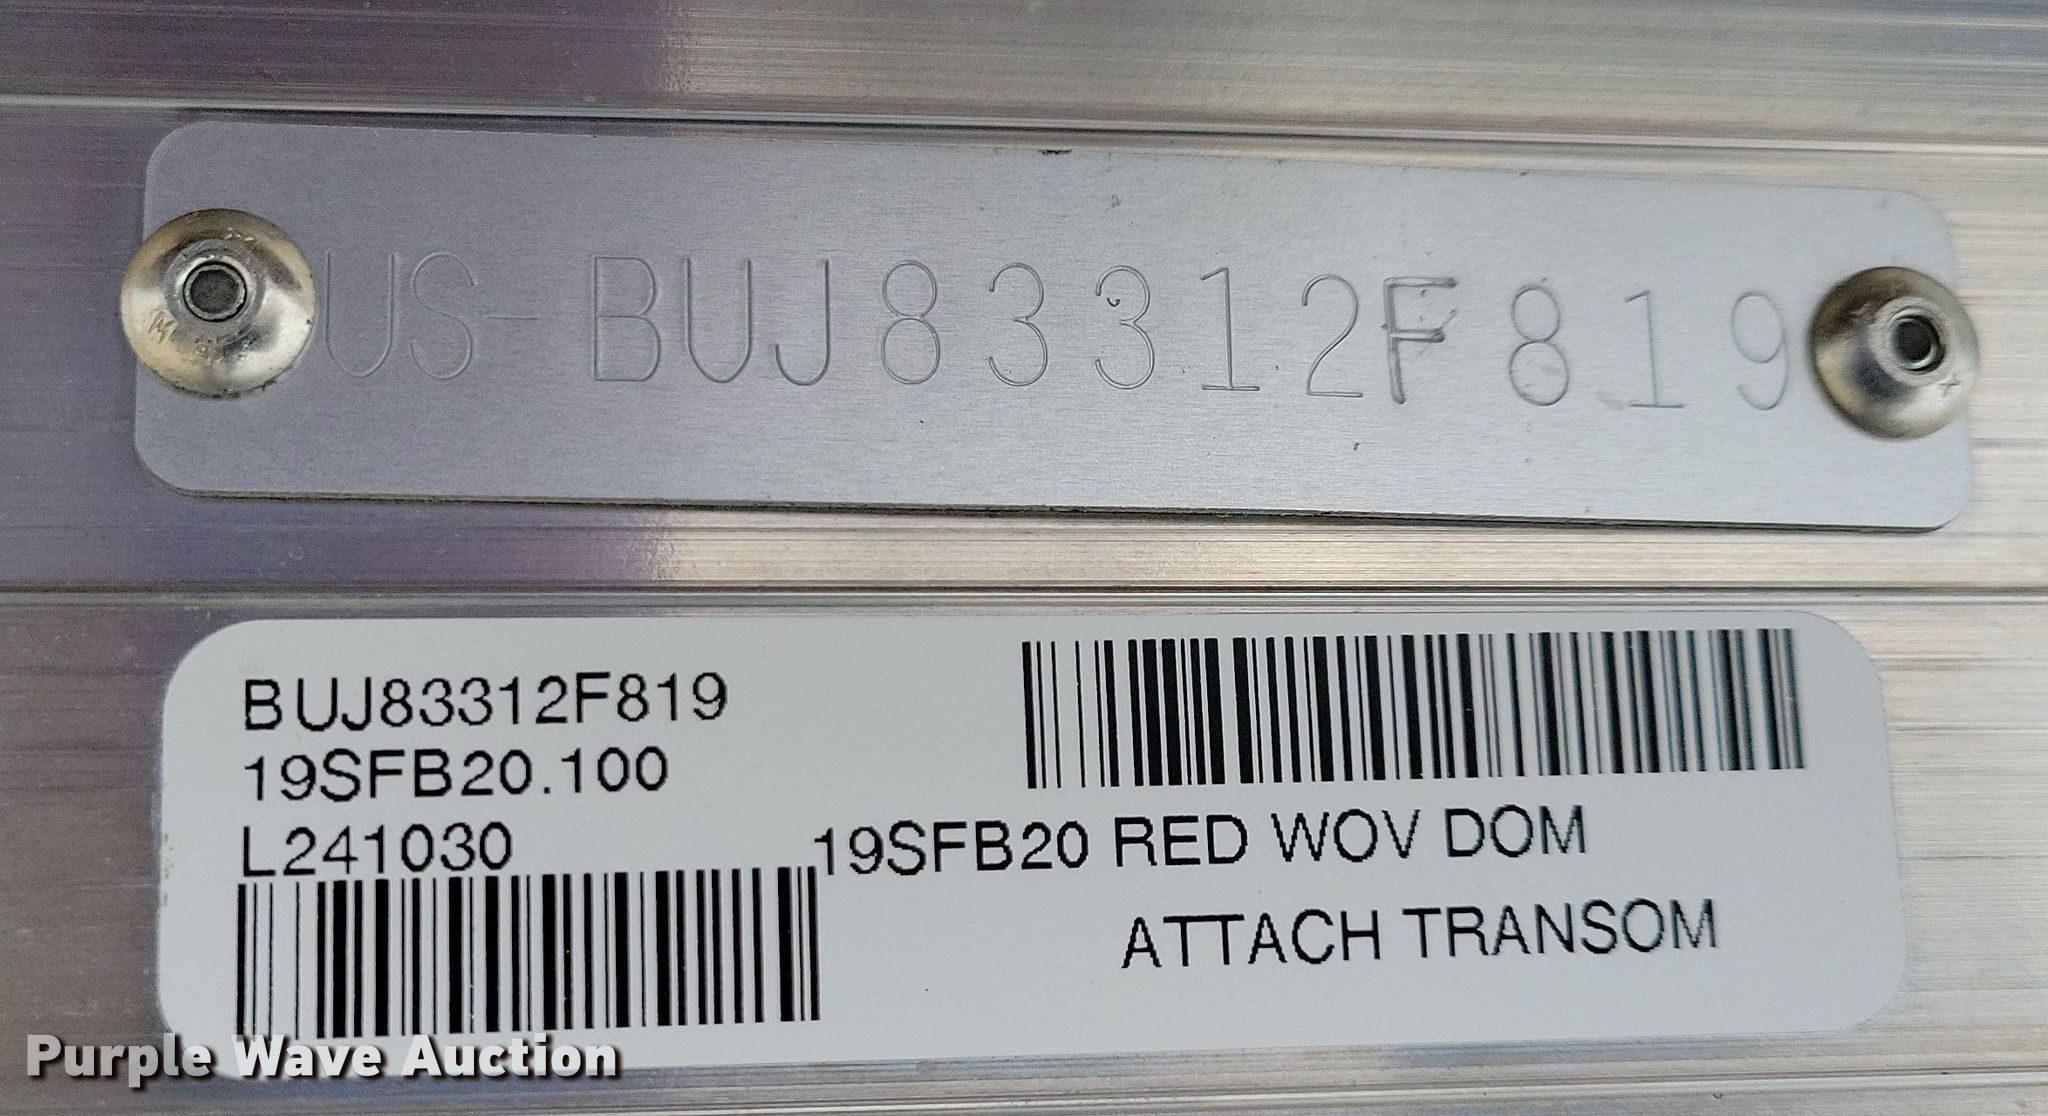 US-BUJ83312F819
BUJ83312F819
19SFB20.100
L241030
19SFB20 RED WOV DOM
ATTACH TRANSOM
Purple Wave Auction